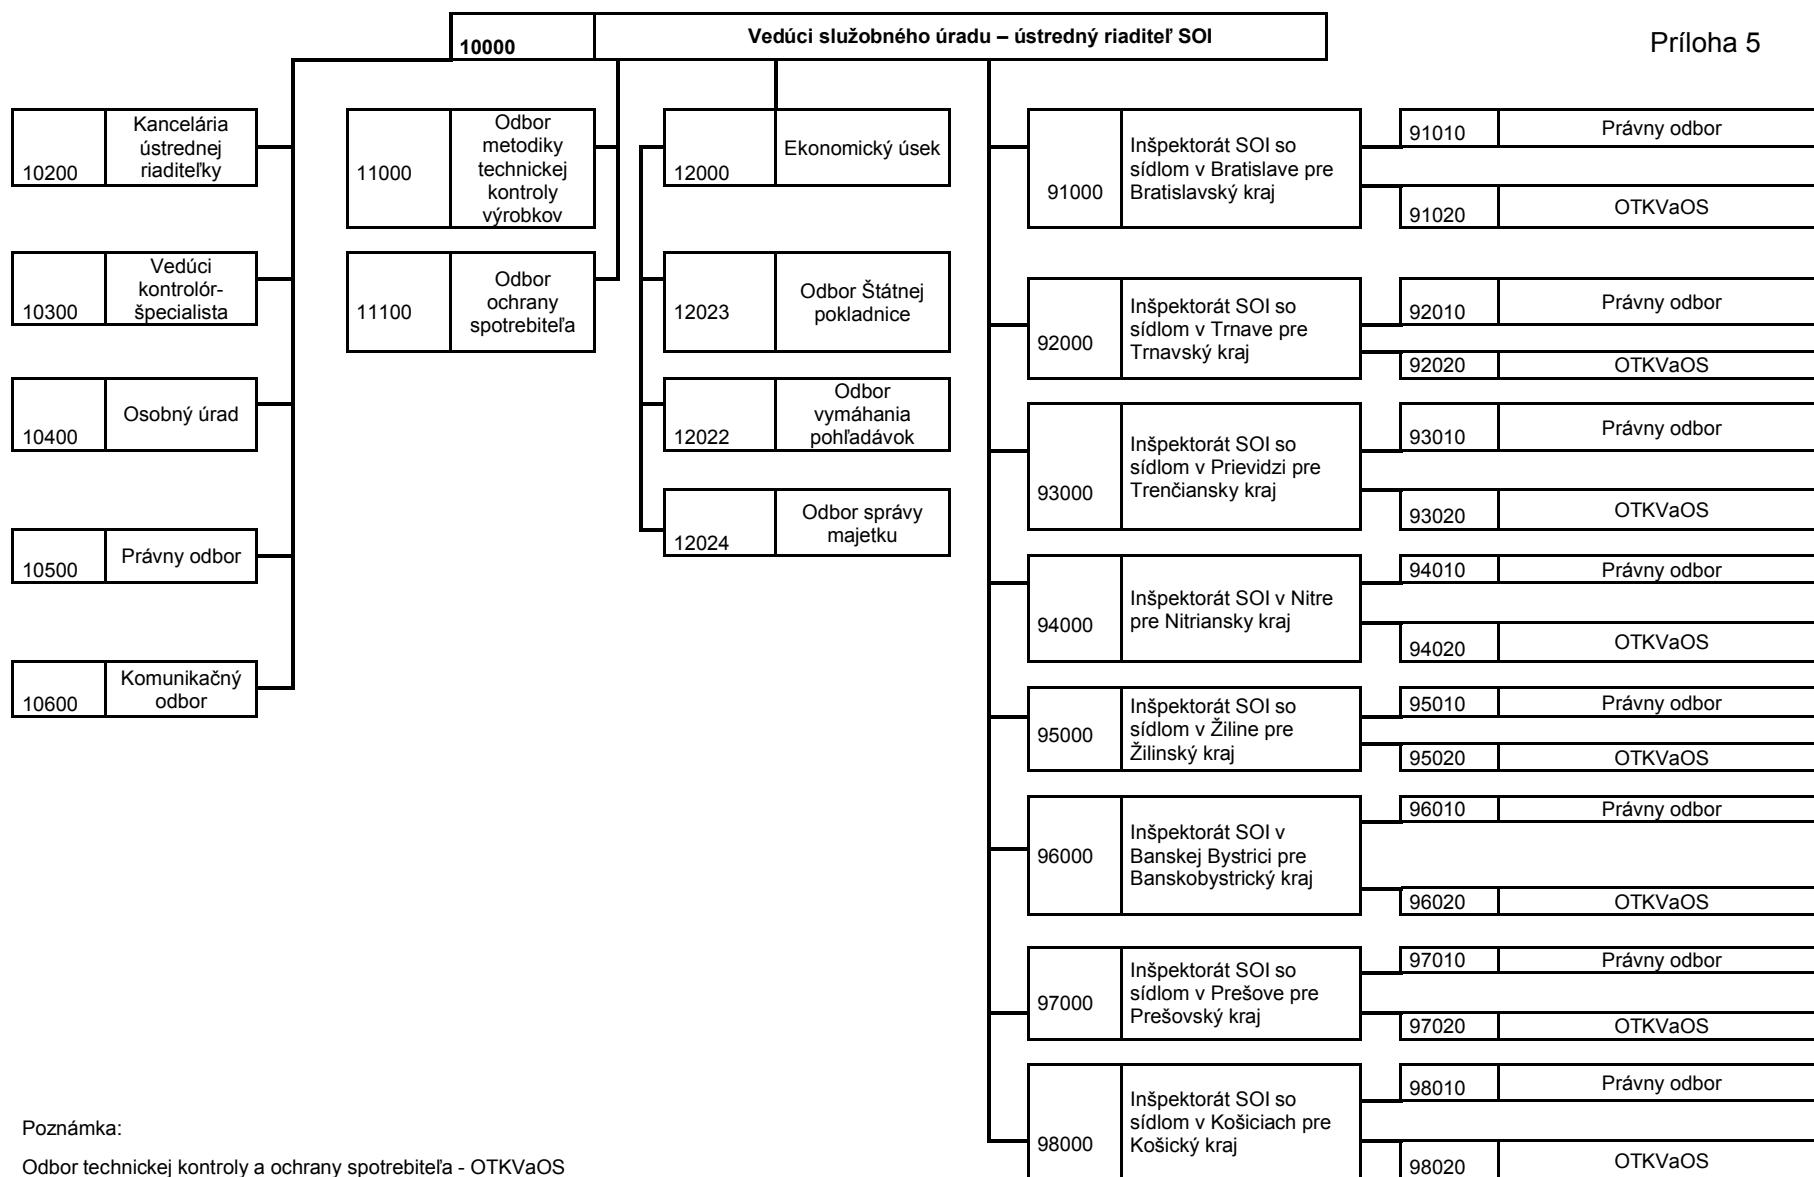 10000 Vedúci služobného úradu – ústredný riaditeľ SOI
Príloha 5
10200
Kancelária
ústrednej
riaditeľky
10300
Vedúci
kontrolór-
špecialista
10400
Osobný úrad
10500
Právny odbor
10600
Komunikačný
odbor
11000
Odbor
metodiky
technickej
kontroly
výrobkov
11100
Odbor
ochrany
spotrebiteľa
12000
Ekonomický úsek
12023
Odbor Štátnej
pokladnice
12022
Odbor
vymáhania
pohľadávok
12024
Odbor správy
majetku
91000
Inšpektorát SOI so
sídlom v Bratislave pre
Bratislavský kraj
91010 Právny odbor
91020 OTKVaOS
92000
Inšpektorát SOI so
sídlom v Trnave pre
Trnavský kraj
92010 Právny odbor
92020 OTKVaOS
93000
Inšpektorát SOI so
sídlom v Prievidzi pre
Trenčiansky kraj
93010 Právny odbor
93020 OTKVaOS
94000
Inšpektorát SOI v Nitre
pre Nitriansky kraj
94010 Právny odbor
94020 OTKVaOS
95000
Inšpektorát SOI so
sídlom v Žiline pre
Žilinský kraj
95010 Právny odbor
95020 OTKVaOS
96000
Inšpektorát SOI v
Banskej Bystrici pre
Banskobystrický kraj
96010 Právny odbor
96020 OTKVaOS
97000
Inšpektorát SOI so
sídlom v Prešove pre
Prešovský kraj
97010 Právny odbor
97020 OTKVaOS
98000
Inšpektorát SOI so
sídlom v Košiciach pre
Košický kraj
98010 Právny odbor
98020 OTKVaOS
Poznámka:
Odbor technickej kontroly a ochrany spotrebiteľa - OTKVaOS